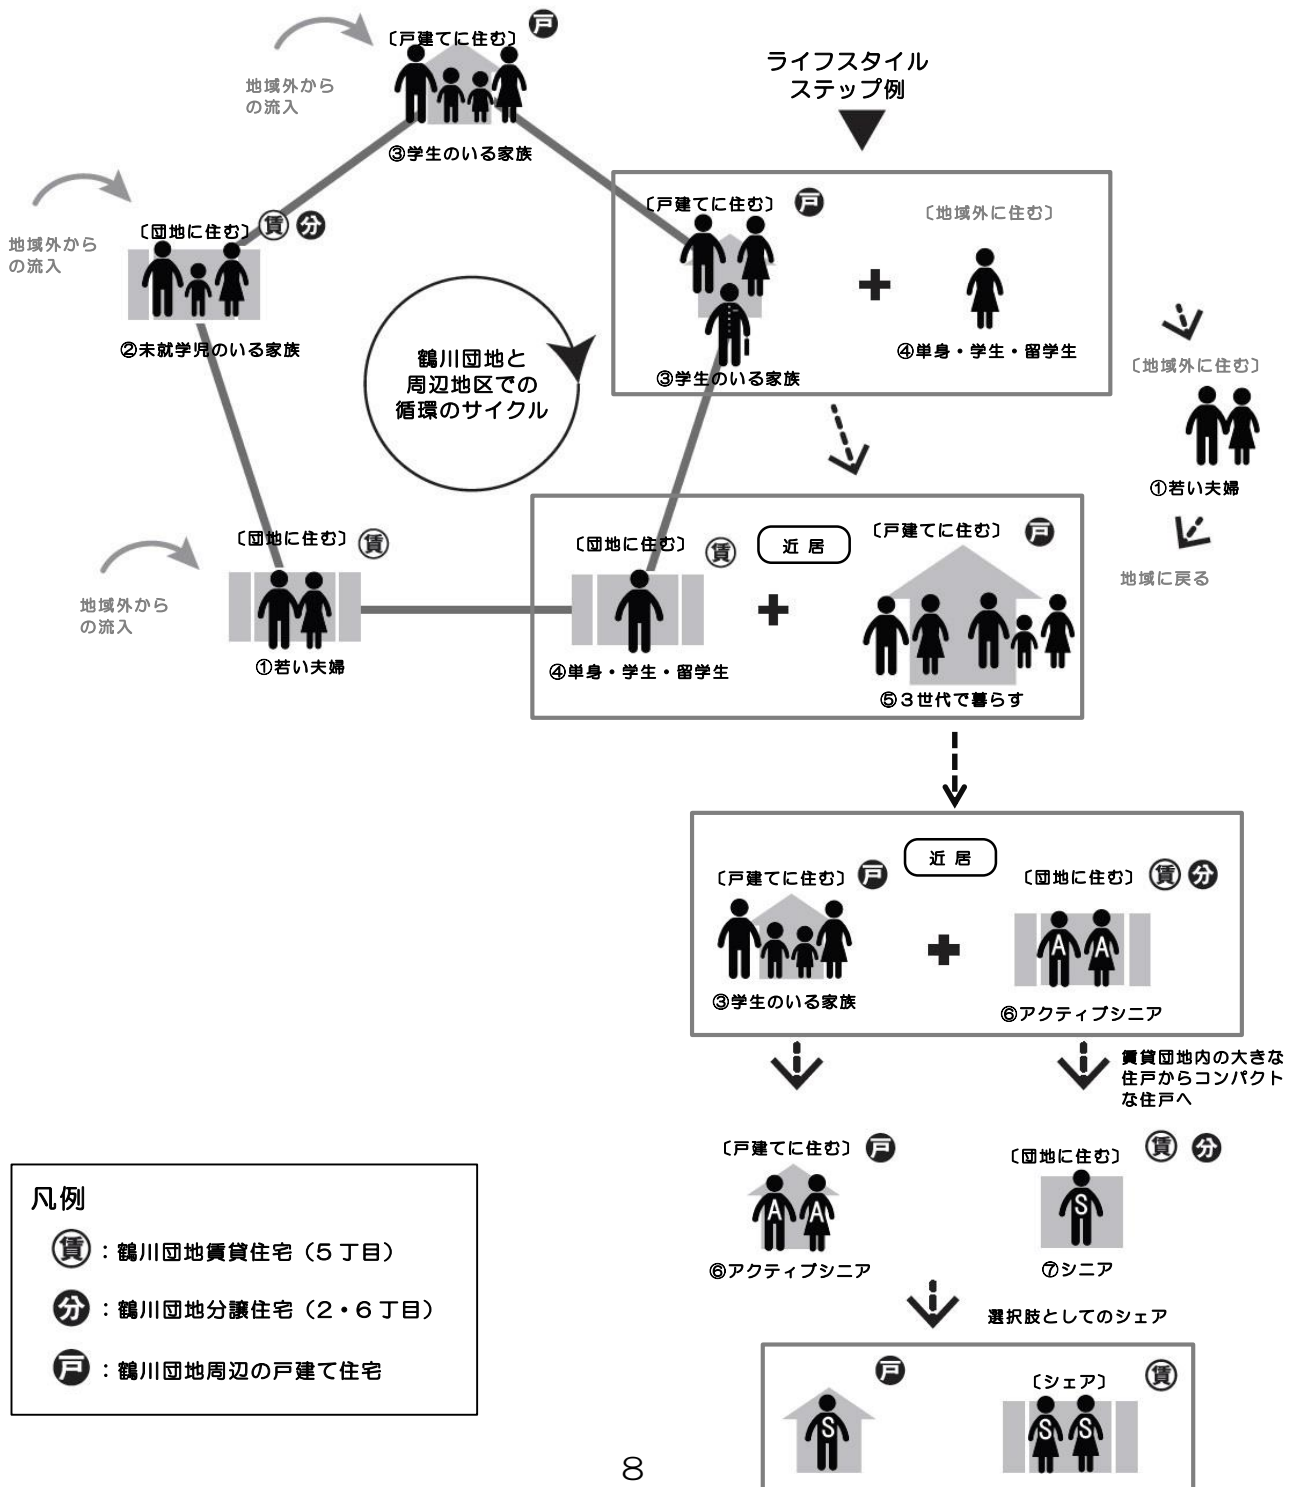 〔戸建てに住む〕
戸
地域外から
の流入
③学生のいる家族
ライフスタイル
ステップ例
地域外から
の流入
〔団地に住む〕
賃
分
②未就学児のいる家族
〔戸建てに住む〕
戸
③学生のいる家族
〔地域外に住む〕
④単身・学生・留学生
鶴川団地と
周辺地区での
循環のサイクル
〔地域外に住む〕
①若い夫婦
地域に戻る
地域外から
の流入
〔団地に住む〕
賃
①若い夫婦
〔団地に住む〕
賃
④単身・学生・留学生
近 居
〔戸建てに住む〕
戸
⑤３世代で暮らす
〔戸建てに住む〕
戸
③学生のいる家族
近 居
〔団地に住む〕
賃
分
A A
⑥アクティブシニア
賃貸団地内の大きな
住戸からコンパクト
な住戸へ
〔戸建てに住む〕
戸
A A
⑥アクティブシニア
〔団地に住む〕
賃
分
S
⑦シニア
選択肢としてのシェア
戸
S
〔シェア〕
賃
S S
凡例
賃：鶴川団地賃貸住宅（５丁目）
分：鶴川団地分譲住宅（２・６丁目）
戸：鶴川団地周辺の戸建て住宅
8